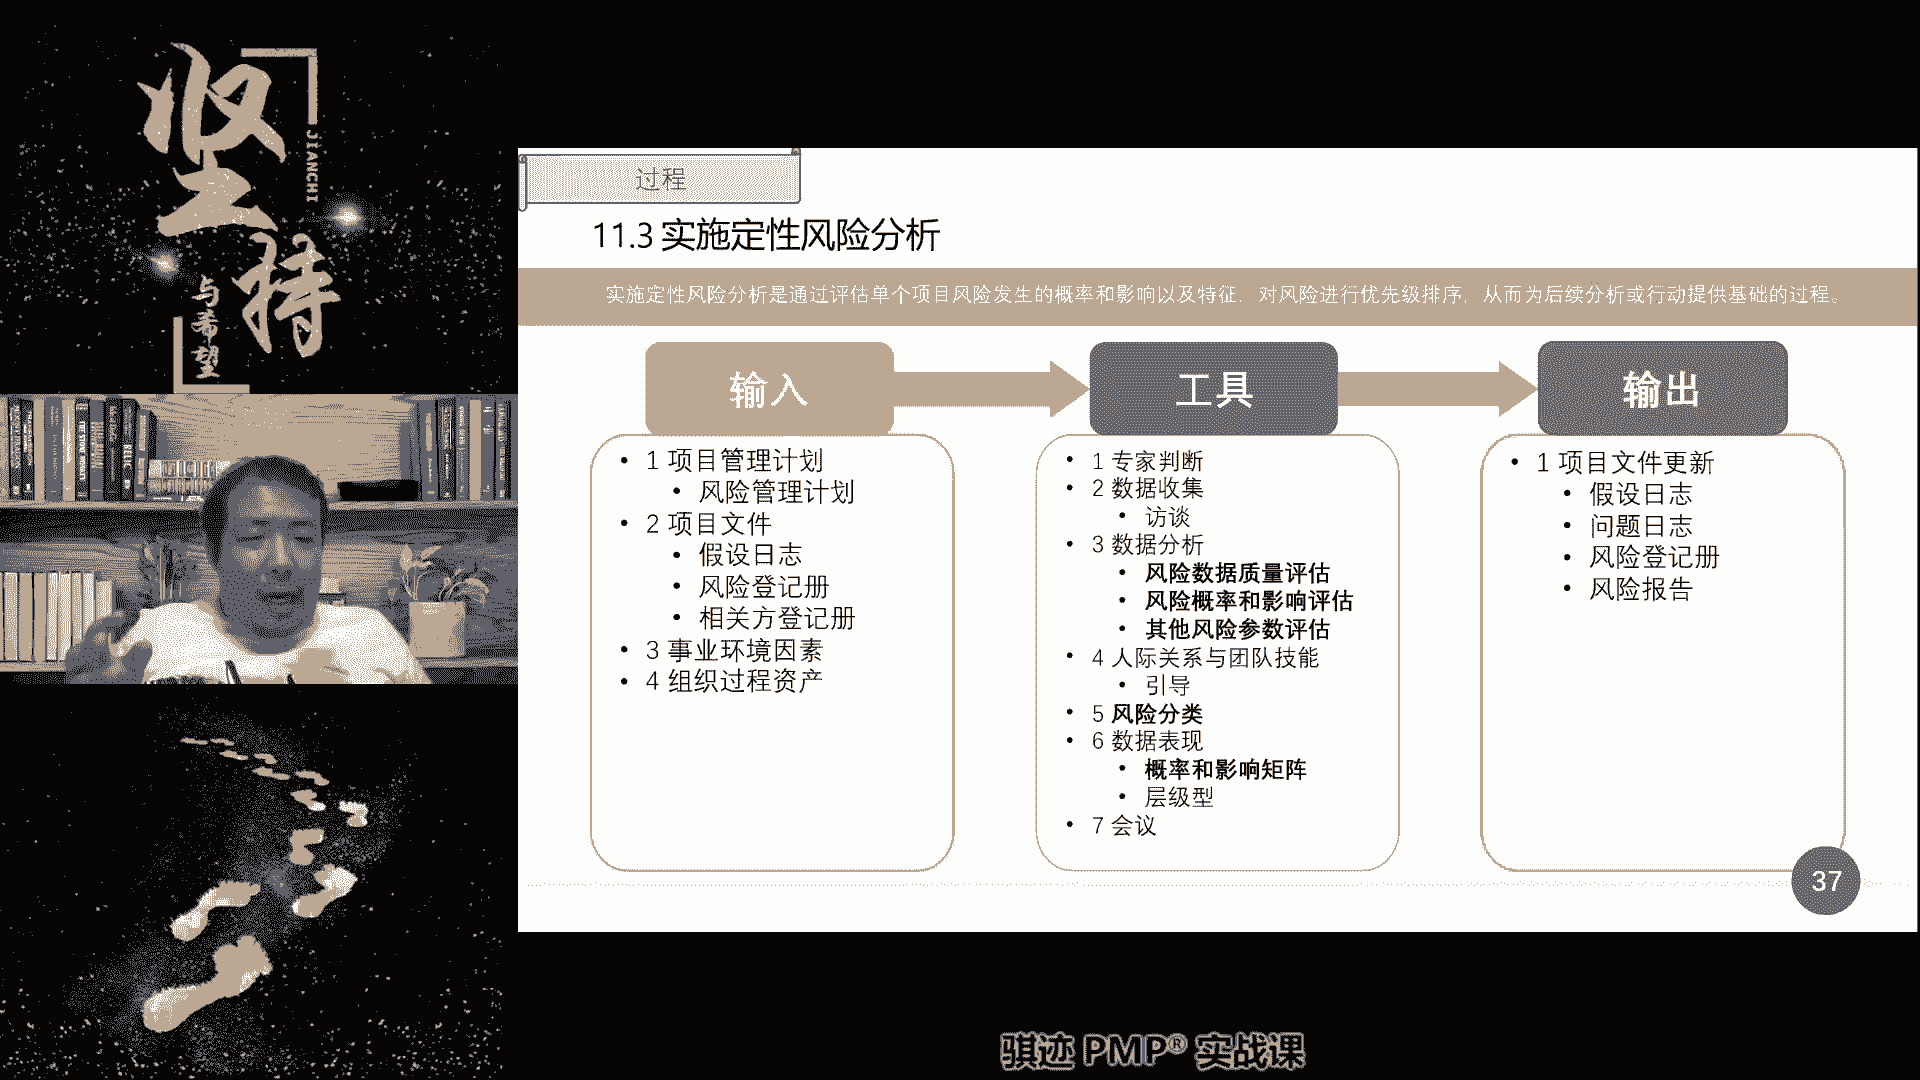 坚持
JIANCHI
与希望
过程
11.3 实施定性风险分析
实施定性风险分析是通过评估单个项目风险发生的概率和影响以及特征，对风险进行优先级排序，从而为后续分析或行动提供基础的过程。
输入
• 1 项目管理计划
• 风险管理计划
• 2 项目文件
• 假设日志
• 风险登记册
• 相关方登记册
• 3 事业环境因素
• 4 组织过程资产
工具
• 1 专家判断
• 2 数据收集
• 访谈
• 3 数据分析
• 风险数据质量评估
• 风险概率和影响评估
• 其他风险参数评估
• 4 人际关系与团队技能
• 引导
• 5 风险分类
• 6 数据表现
• 概率和影响矩阵
• 层级型
• 7 会议
输出
• 1 项目文件更新
• 假设日志
• 问题日志
• 风险登记册
• 风险报告
37
骐迹 PMP® 实战课